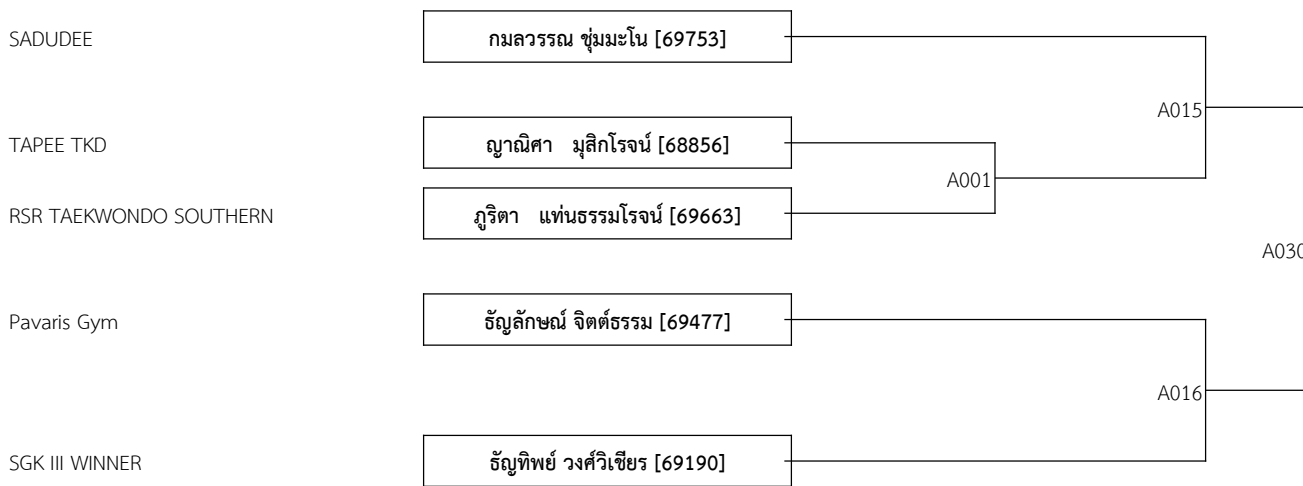 SADUDEE กมลวรรณ ชุ่มมะโน [69753]
A015
TAPEE TKD ญาณิศา มุสิกโรจน์ [68856]
A001
RSR TAEKWONDO SOUTHERN ภูริตา แท่นธรรมโรจน์ [69663]
A030
Pavaris Gym ธัญลักษณ์ จิตต์ธรรม [69477]
A016
SGK III WINNER ธัญทิพย์ วงศ์วิเชียร [69190]